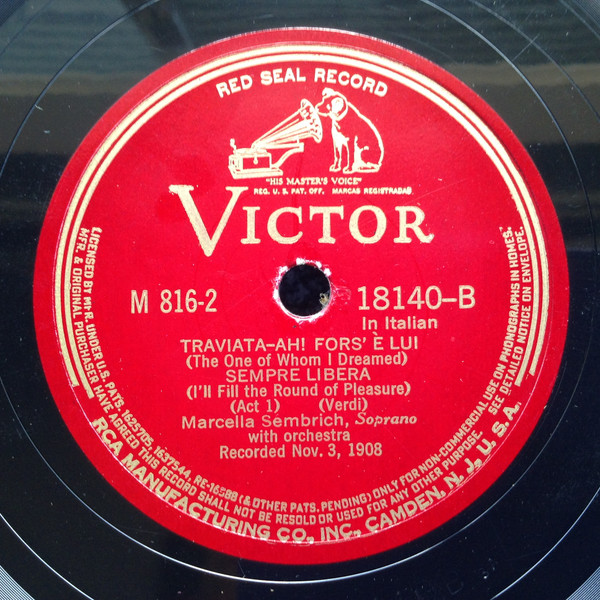 RED SEAL RECORD
"HIS MASTER'S VOICE"
REG. U.S. PAT. OFF. MARCAS REGISTRADAS
VICTOR
M 816-2
18140-B
In Italian
TRAVIATA-AH! FORS' È LUI
(The One of Whom I Dreamed)
SEMPRE LIBERA
(I'll Fill the Round of Pleasure)
(Act 1) (Verdi)
Marcella Sembrich, Soprano
with orchestra
Recorded Nov. 3, 1908
LICENSED BY MFR. UNDER U.S. PATS. 1625705, 1637544, RE-16588 (& OTHER PATS. PENDING) ONLY FOR NON-COMMERCIAL USE ON PHONOGRAPHS IN HOMES.
MFR. & ORIGINAL PURCHASER HAVE AGREED THIS RECORD SHALL NOT BE RESOLD OR USED FOR ANY OTHER PURPOSE. SEE DETAILED NOTICE ON ENVELOPE.
RCA MANUFACTURING CO., INC., CAMDEN, N. J., U. S. A.